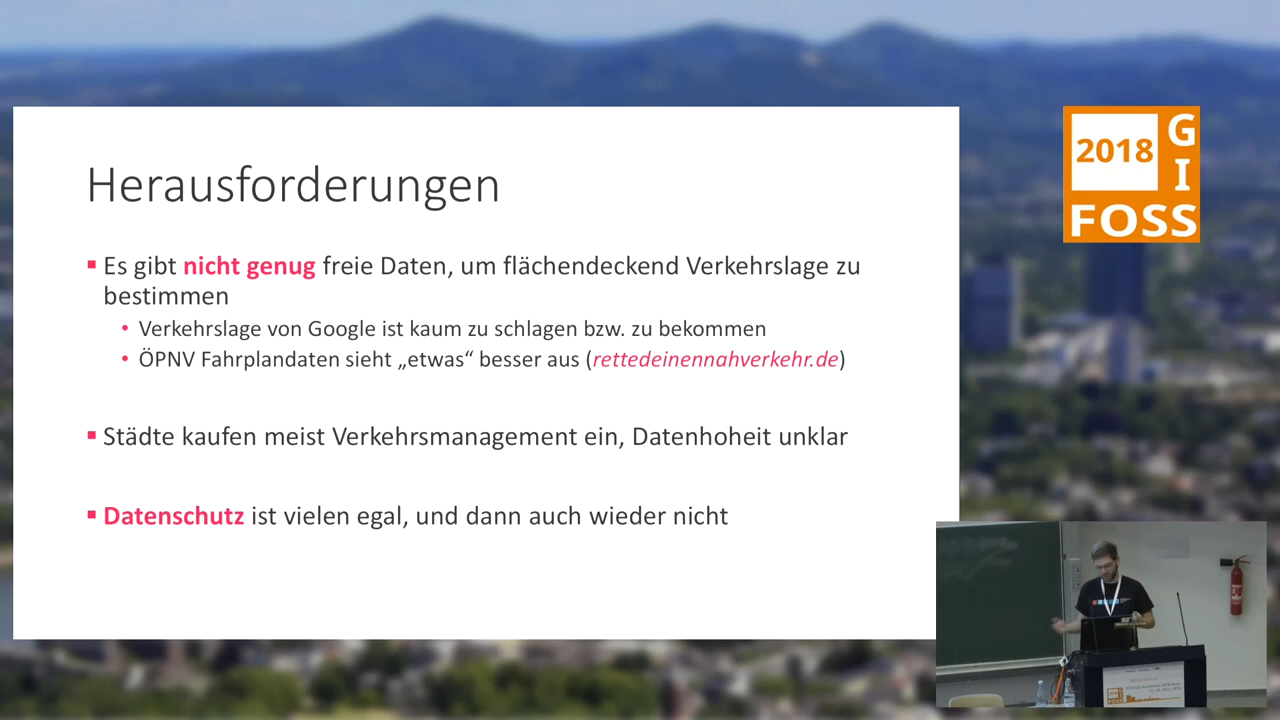 Herausforderungen
Es gibt nicht genug freie Daten, um flächendeckend Verkehrslage zu
bestimmen
Verkehrslage von Google ist kaum zu schlagen bzw. zu bekommen
ÖPNV Fahrplandaten sieht „etwas“ besser aus (rettedeinennahverkehr.de)
Städte kaufen meist Verkehrsmanagement ein, Datenhoheit unklar
Datenschutz ist vielen egal, und dann auch wieder nicht
2018
GI
FOSS
FOSS